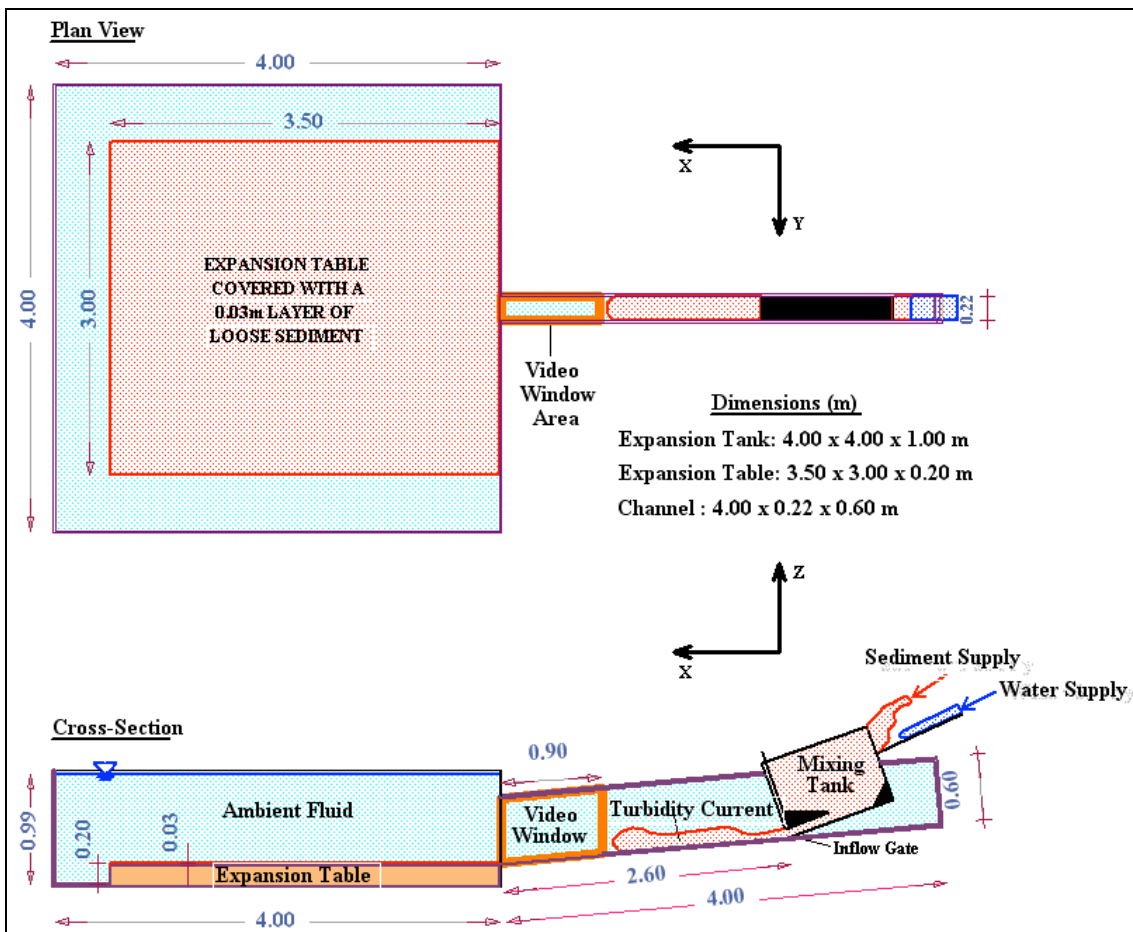 Plan View
4.00
3.50
X
Y
4.00
3.00
EXPANSION TABLE
COVERED WITH A
0.03m LAYER OF
LOOSE SEDIMENT
0.22
Video
Window
Area
Dimensions (m)
Expansion Tank: 4.00 x 4.00 x 1.00 m
Expansion Table: 3.50 x 3.00 x 0.20 m
Channel : 4.00 x 0.22 x 0.60 m
Z
X
Sediment Supply
Water Supply
Cross-Section
0.90
Mixing
Tank
0.60
0.99
0.20
0.03
Ambient Fluid
Video
Window
Turbidity Current
Inflow Gate
Expansion Table
2.60
4.00
4.00